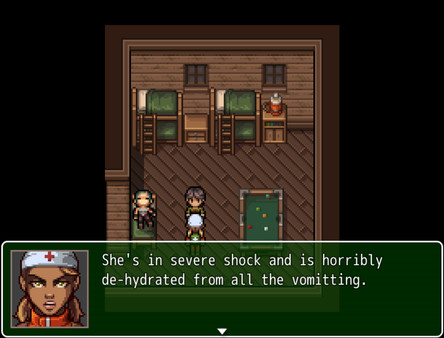 She's in severe shock and is horribly
de-hydrated from all the vomitting.